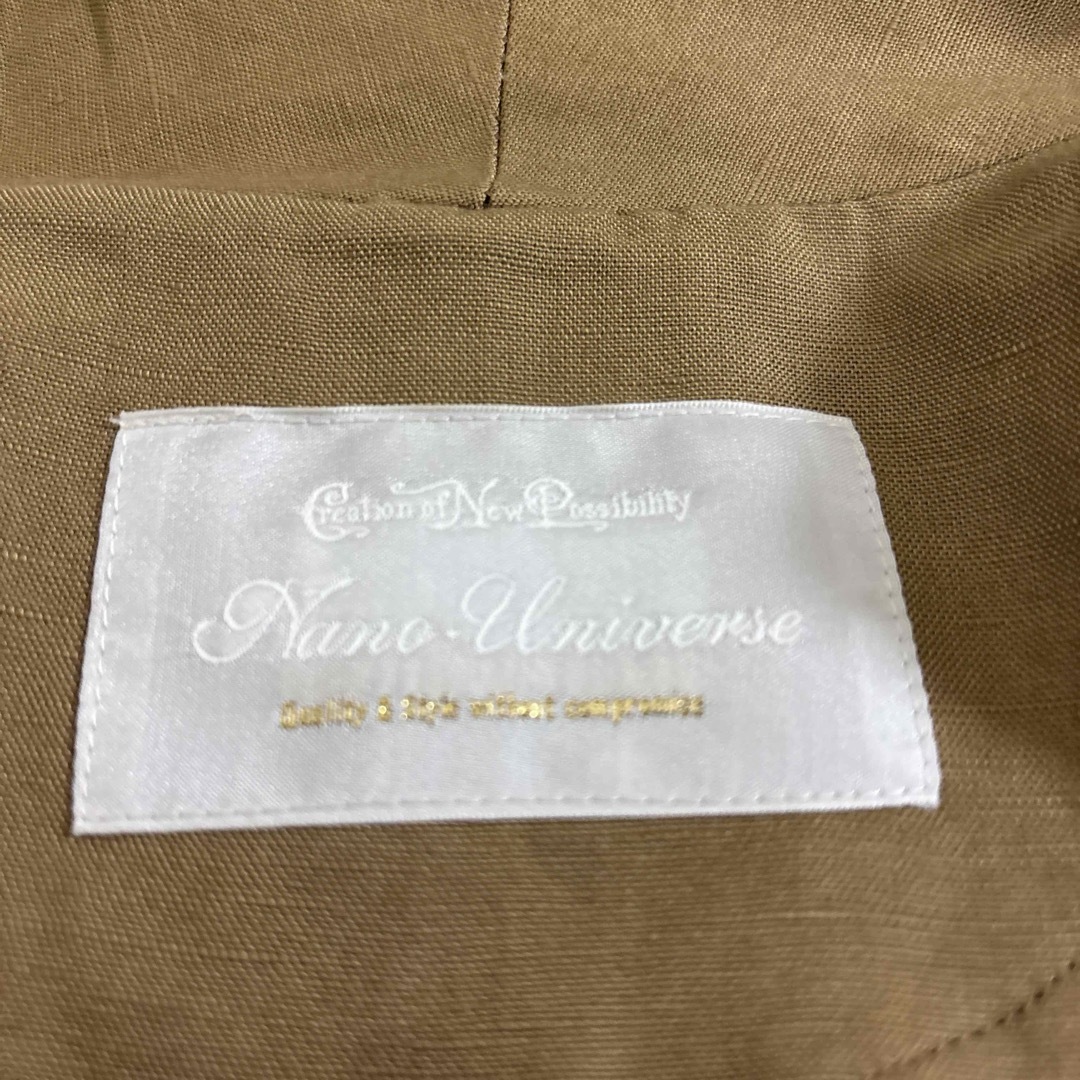 Creation of New Possibility
Nano·Universe
Quality & Style without compromise